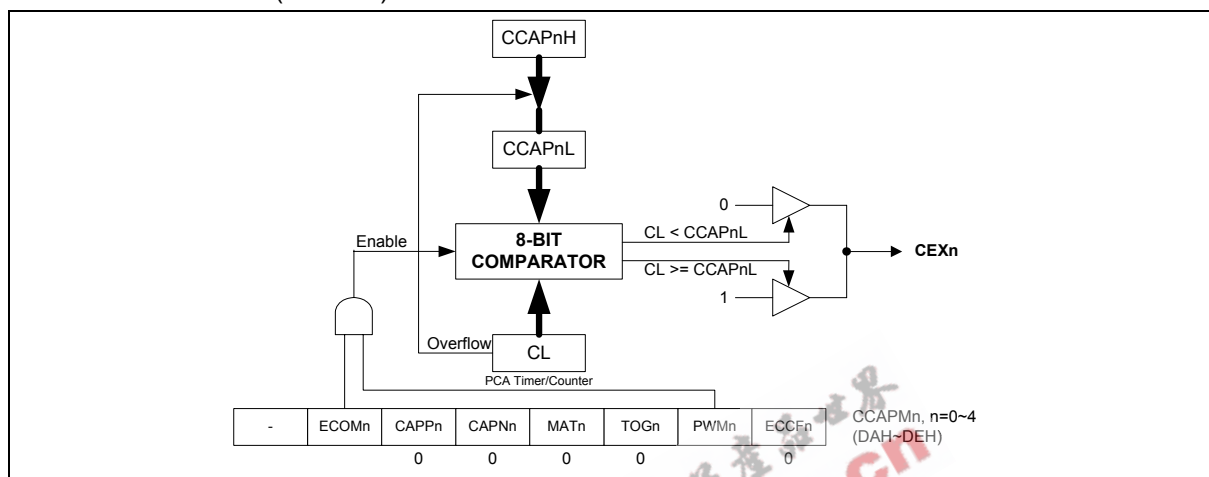 CCAPnH
CCAPnL
0
Enable
8-BIT
COMPARATOR
CL < CCAPnL
CL >= CCAPnL
CEXn
1
Overflow
CL
PCA Timer/Counter
- ECOMn CAPPn CAPNn MATn TOGn PWMn ECCFn
CCAPMn, n=0~4
(DAH~DEH)
0 0 0 0 0